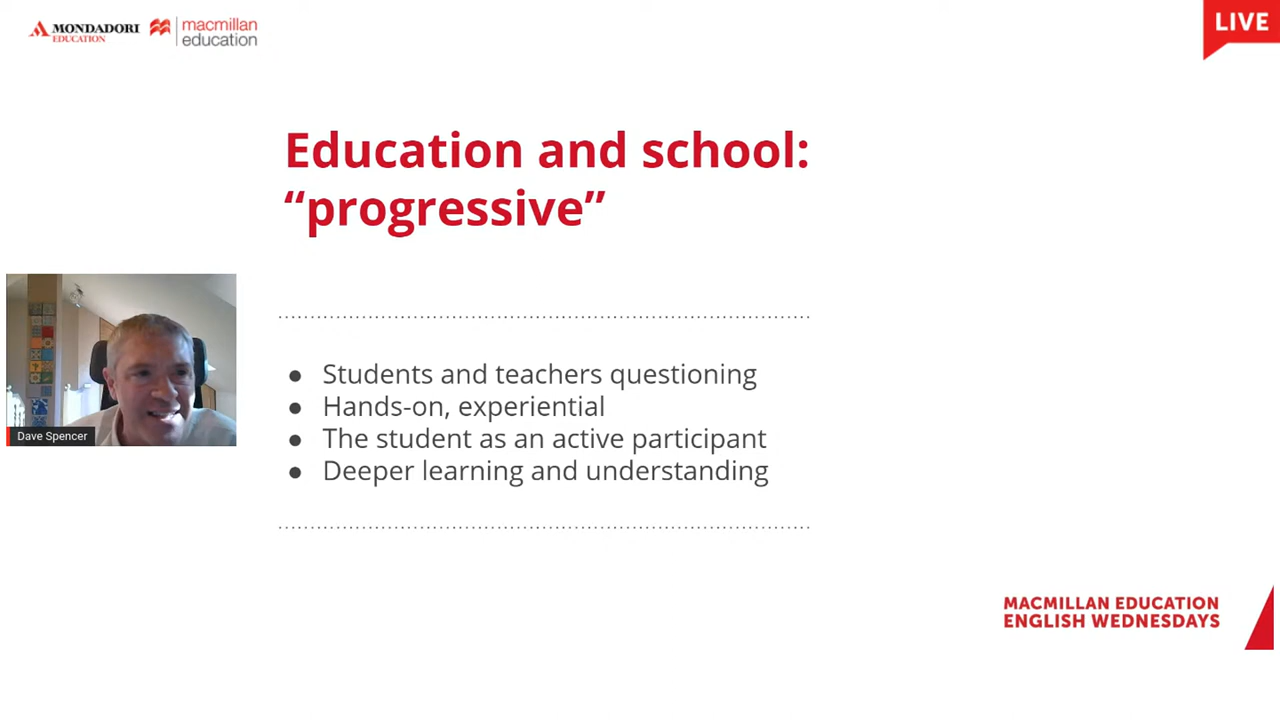 MONDADORI
EDUCATION
macmillan
education
LIVE
Education and school:
“progressive”
Dave Spencer
● Students and teachers questioning
● Hands-on, experiential
● The student as an active participant
● Deeper learning and understanding
MACMILLAN EDUCATION
ENGLISH WEDNESDAYS